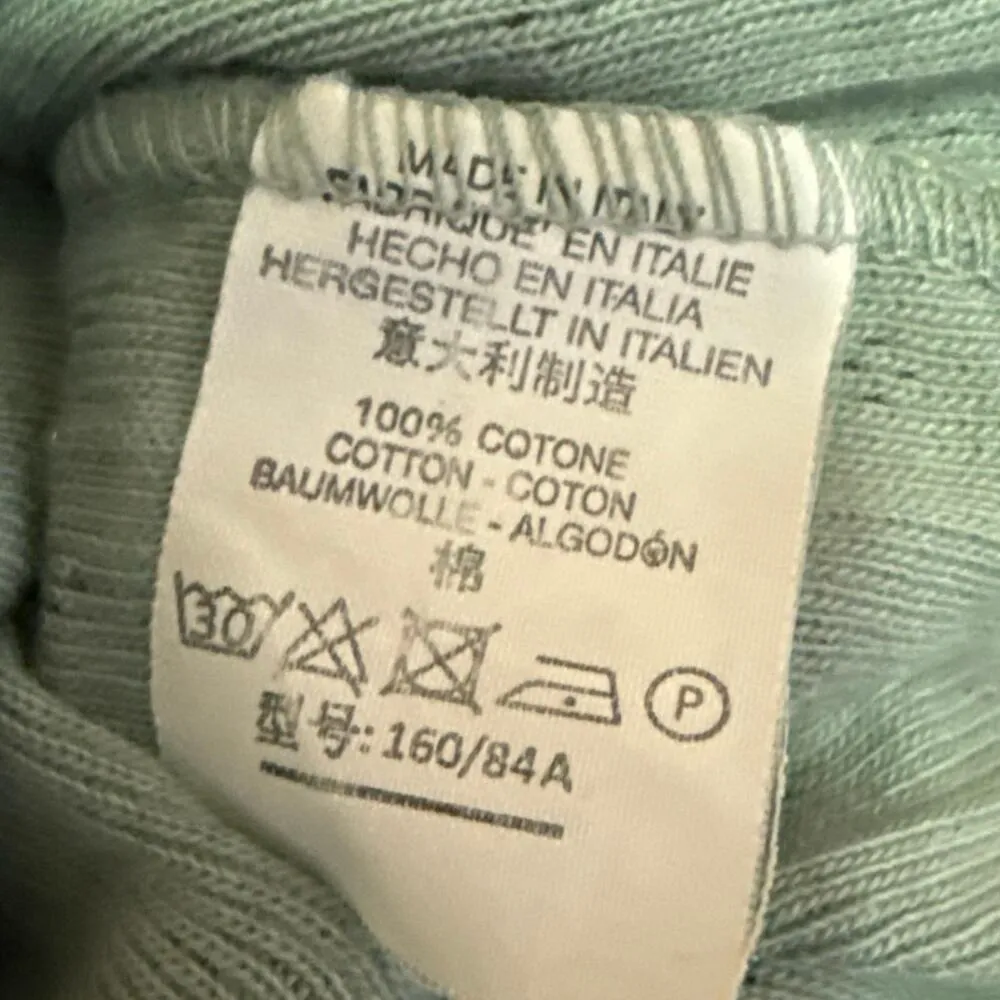 MADE IN ITALY
FABRIQUE' EN ITALIE
HECHO EN ITALIA
HERGESTELLT IN ITALIEN
意大利制造
100% COTONE
COTTON - COTON
BAUMWOLLE - ALGODÓN
棉
30 P
型号: 160/84A